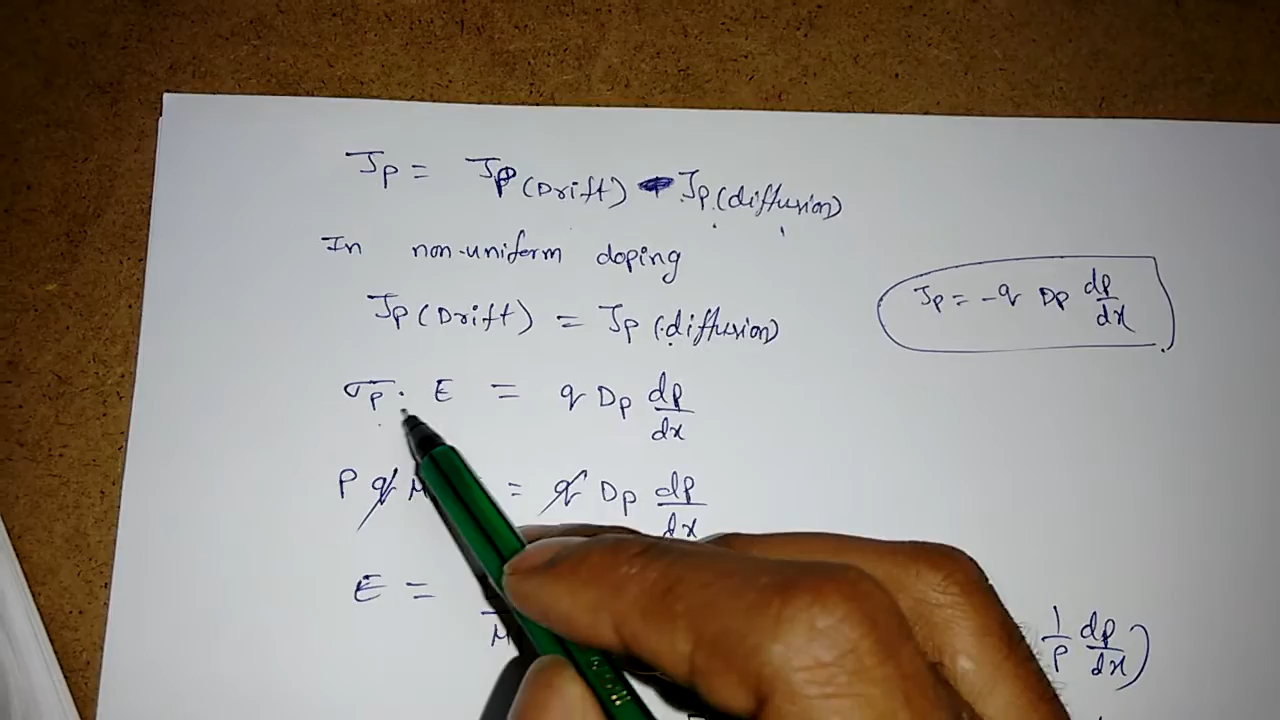 Jp = Jp (Drift) - Jp (diffusion)
In non-uniform doping
Jp (Drift) = Jp (diffusion)
Jp = -q Dp dp/dx
σp · E = q Dp dp/dx
P q μ = q Dp dp/dx
E =
μ
1/P dp/dx)